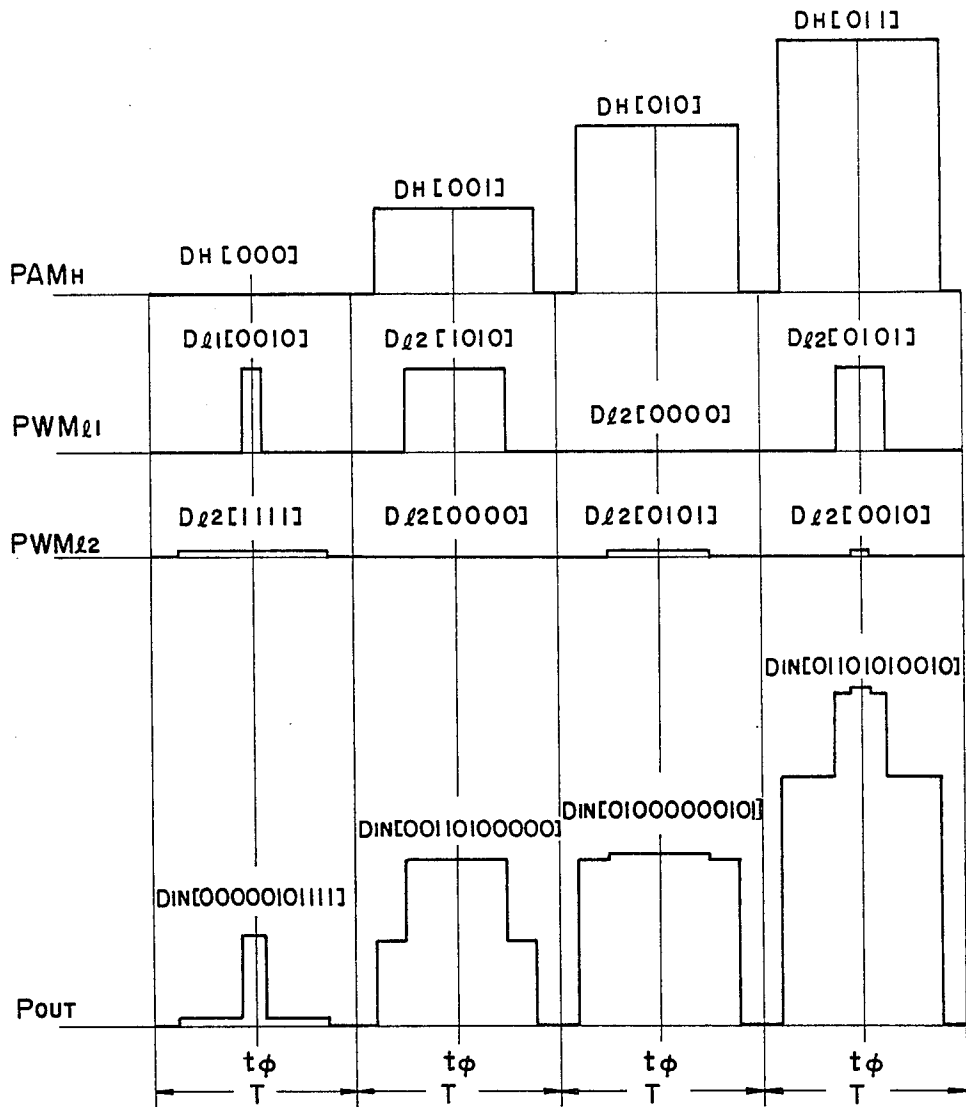 DH[011]
DH[010]
DH[001]
DH[000]
PAMH
Dℓ1[0010] Dℓ2[1010] Dℓ2[0101]
Dℓ2[0000]
PWMℓ1
Dℓ2[1111] Dℓ2[0000] Dℓ2[0101] Dℓ2[0010]
PWMℓ2
DIN[01101010010]
DIN[01000000101]
DIN[00110100000]
DIN[00000101111]
POUT
tφ tφ tφ tφ
T T T T